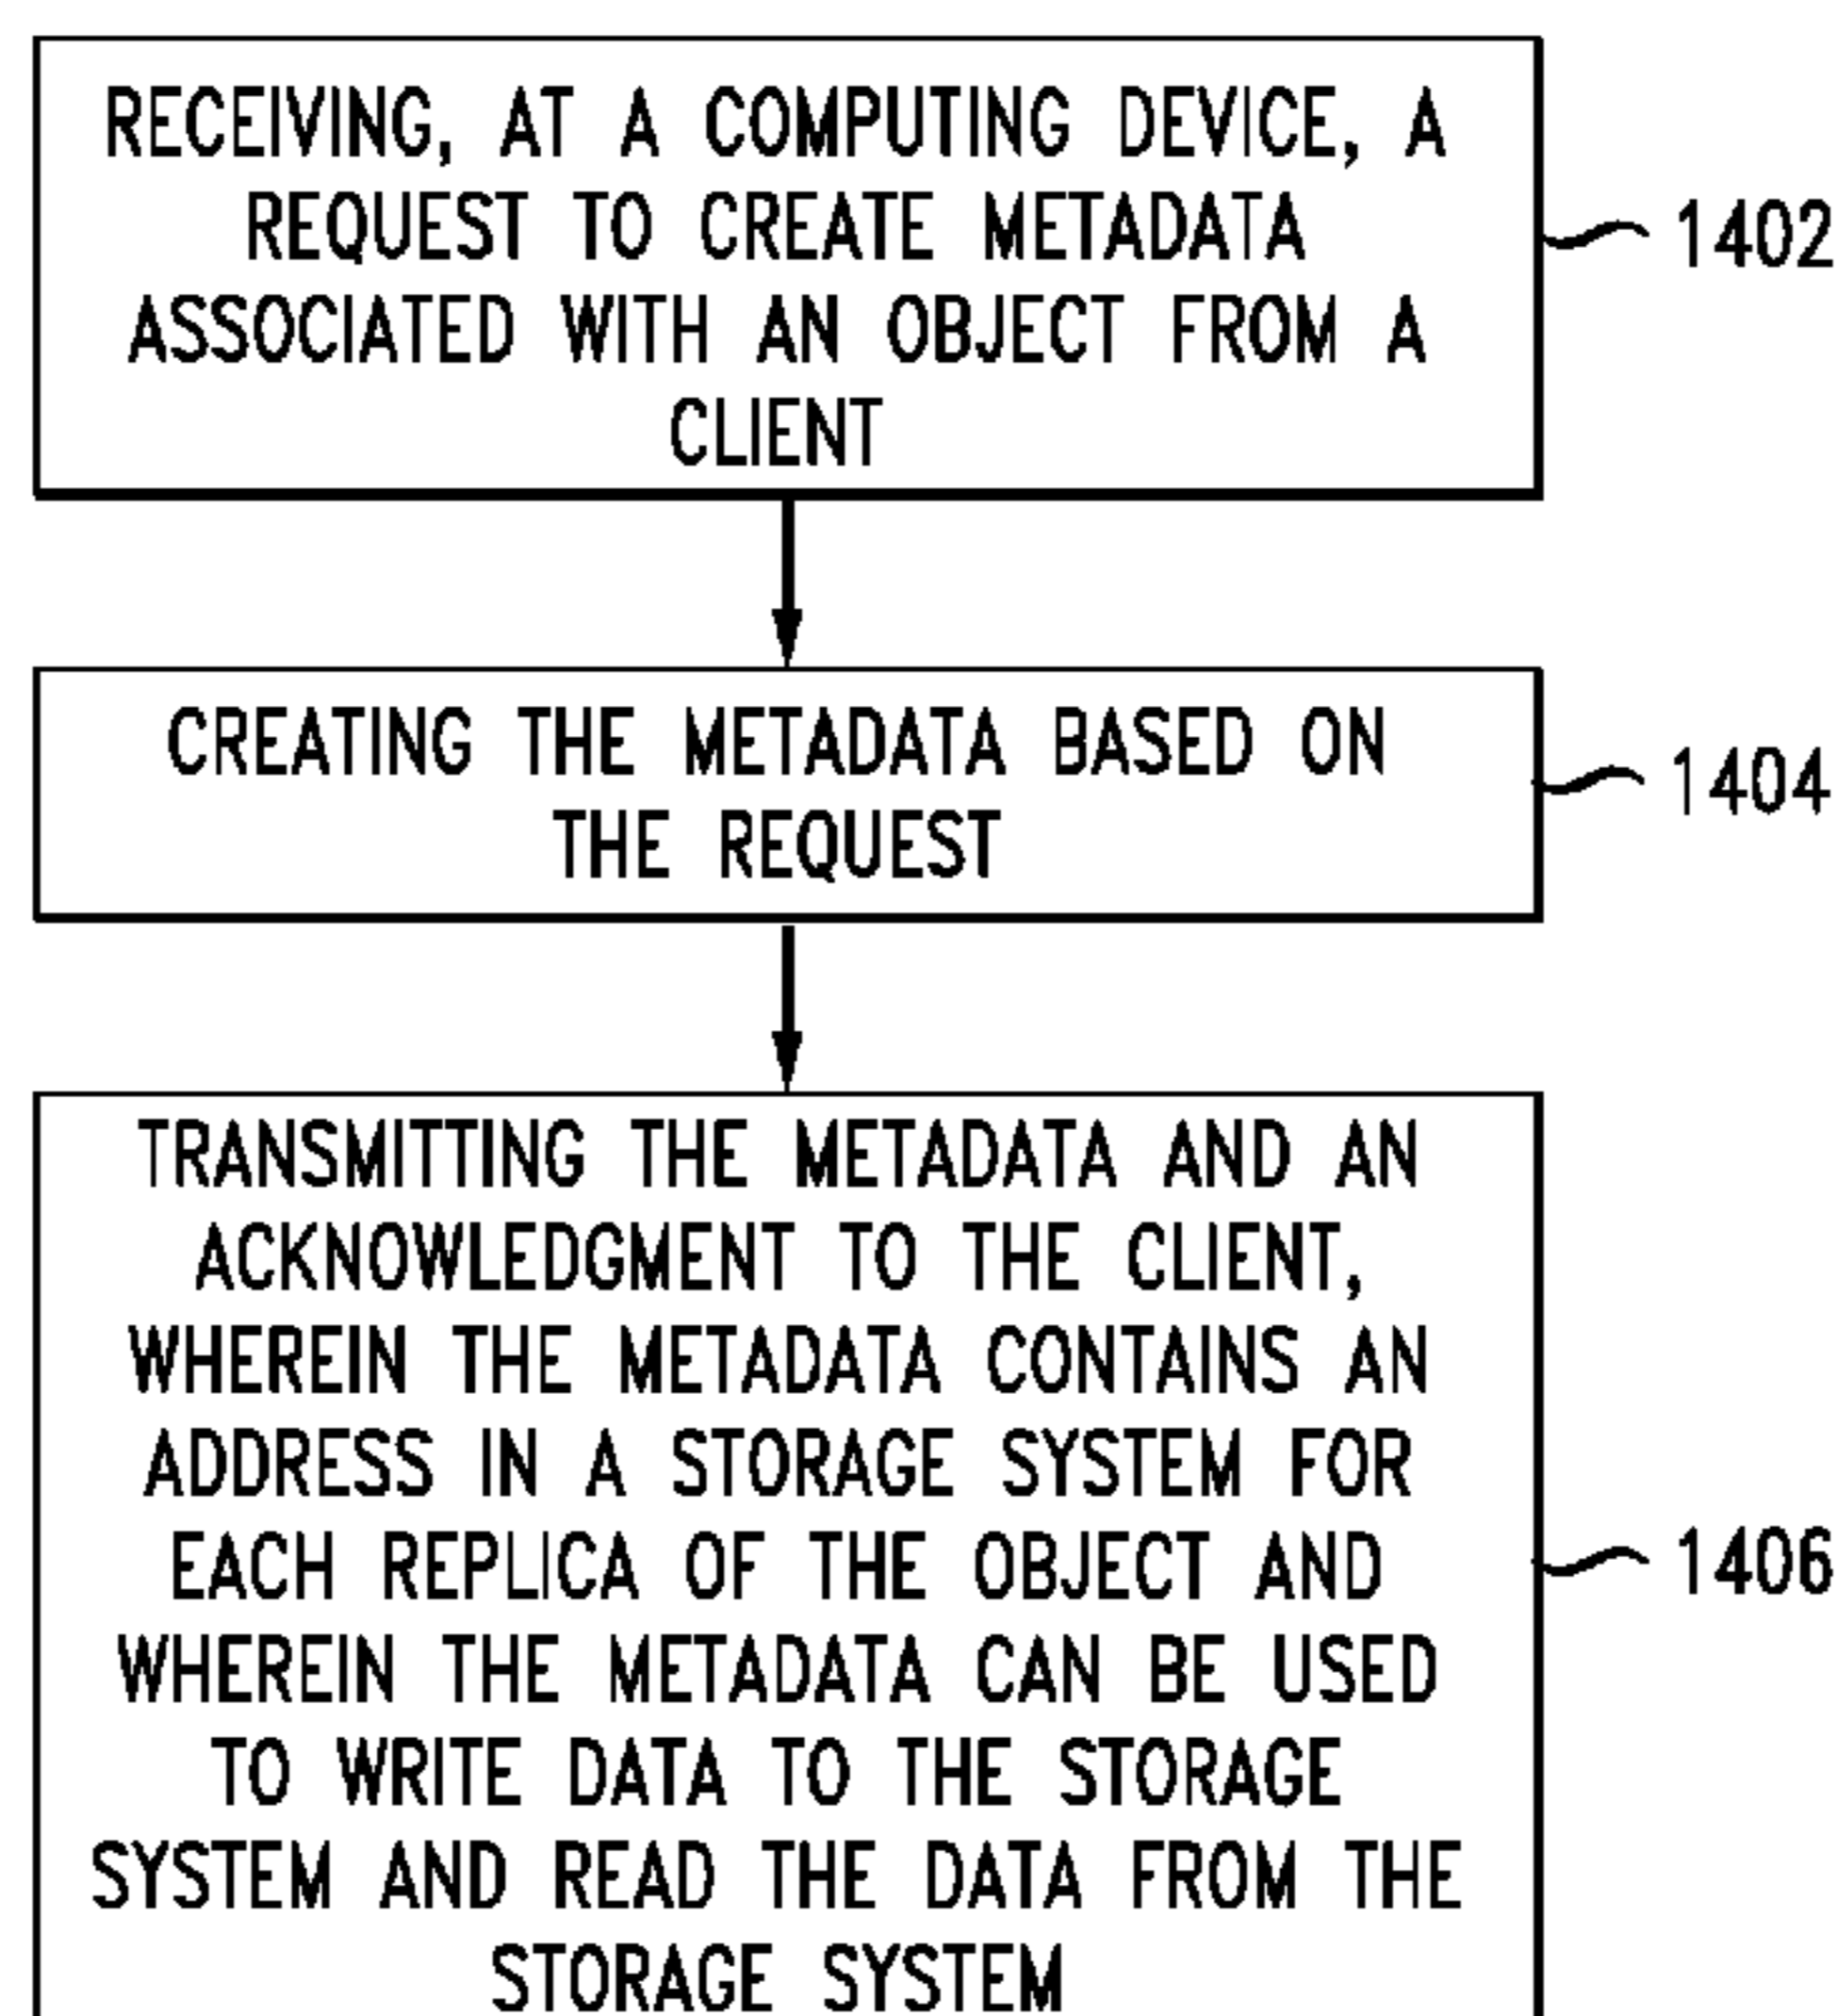 RECEIVING, AT A COMPUTING DEVICE, A
REQUEST TO CREATE METADATA
ASSOCIATED WITH AN OBJECT FROM A
CLIENT
1402
CREATING THE METADATA BASED ON
THE REQUEST
1404
TRANSMITTING THE METADATA AND AN
ACKNOWLEDGMENT TO THE CLIENT,
WHEREIN THE METADATA CONTAINS AN
ADDRESS IN A STORAGE SYSTEM FOR
EACH REPLICA OF THE OBJECT AND
WHEREIN THE METADATA CAN BE USED
TO WRITE DATA TO THE STORAGE
SYSTEM AND READ THE DATA FROM THE
STORAGE SYSTEM
1406